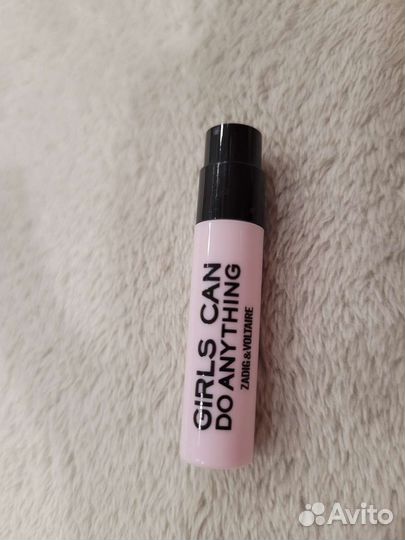 GIRLS CAN
DO ANYTHING
ZADIG & VOLTAIRE
Avito